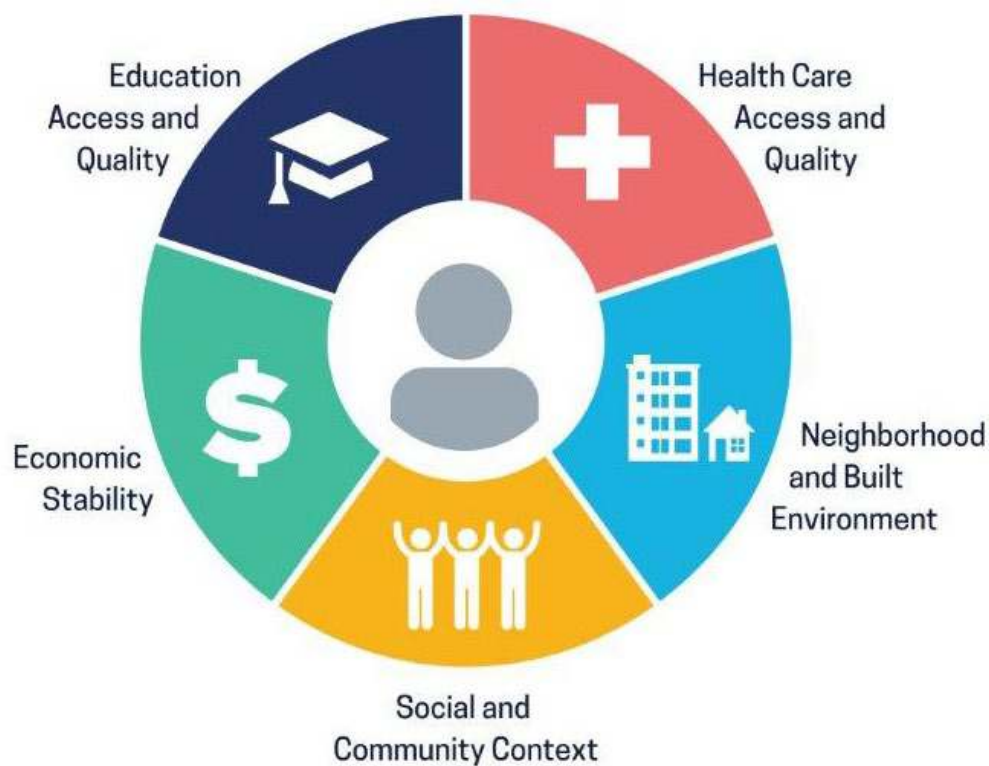 Education
Access and
Quality
Health Care
Access and
Quality
Economic
Stability
Neighborhood
and Built
Environment
Social and
Community Context